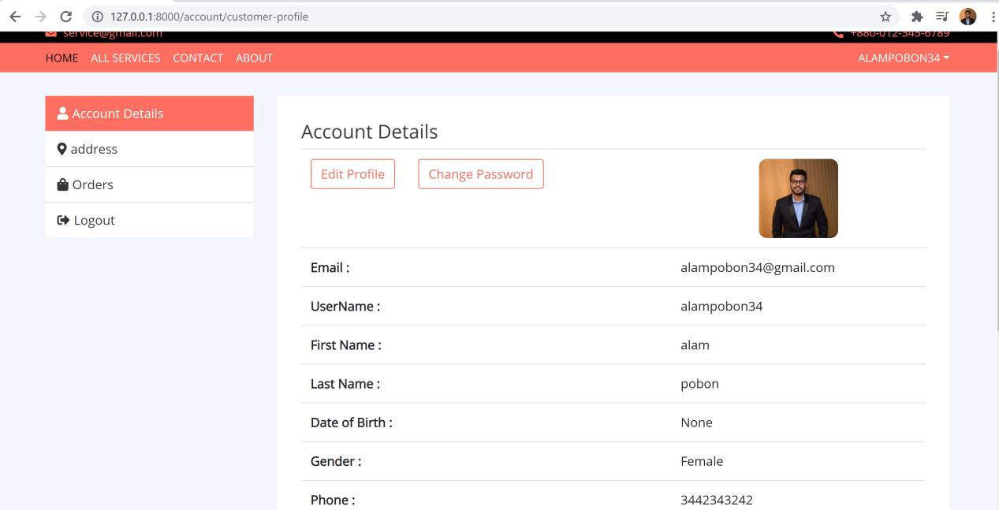 127.0.0.1:8000/account/customer-profile
service@gmail.com +880-012-345-6789
HOME ALL SERVICES CONTACT ABOUT ALAMPOBON34
Account Details
address
Orders
Logout
Account Details
Edit Profile Change Password
Email : alampobon34@gmail.com
UserName : alampobon34
First Name : alam
Last Name : pobon
Date of Birth : None
Gender : Female
Phone : 3442343242